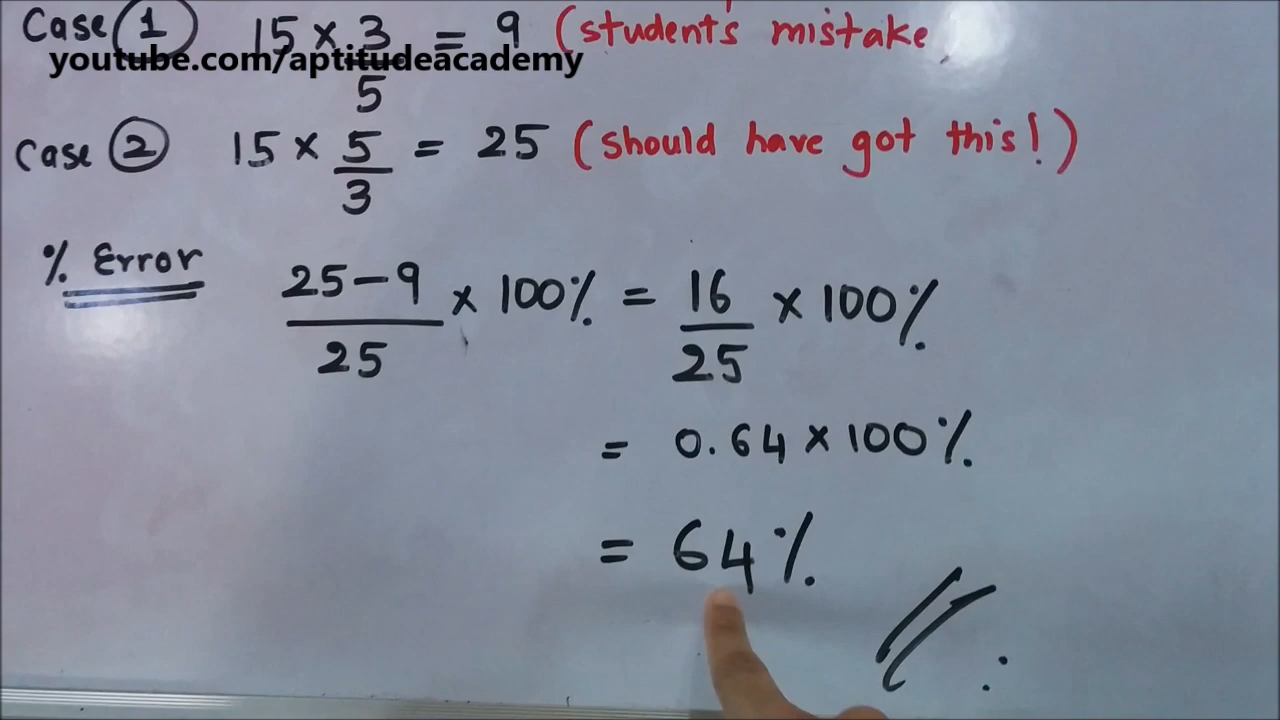 Case 1 15 × 3/5 = 9 (student's mistake
youtube.com/aptitudeacademy
Case 2 15 × 5/3 = 25 (should have got this!)
% Error 25-9/25 × 100% = 16/25 × 100%
= 0.64 × 100%
= 64%